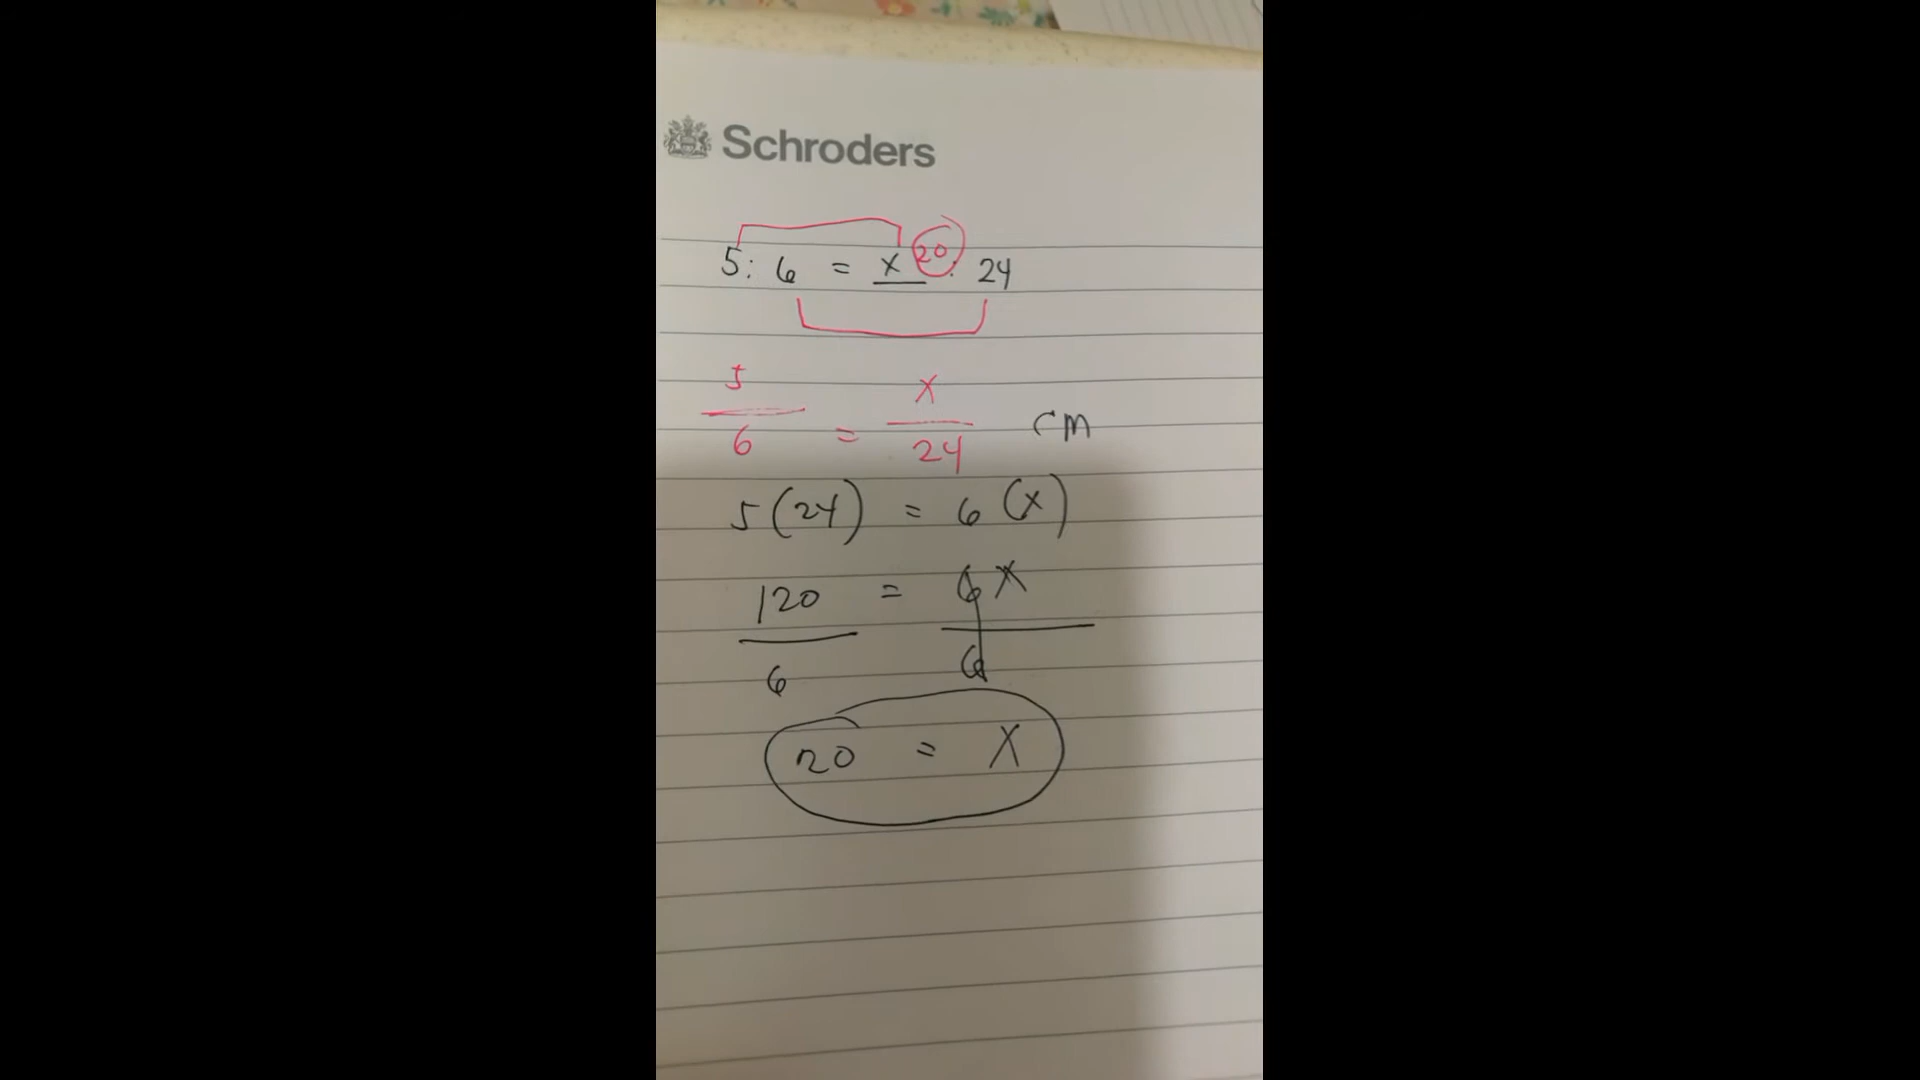 Schroders
5 : 6 = x 20 : 24
5/6 = x/24 CM
5(24) = 6(x)
120/6 = 6x/6
20 = x